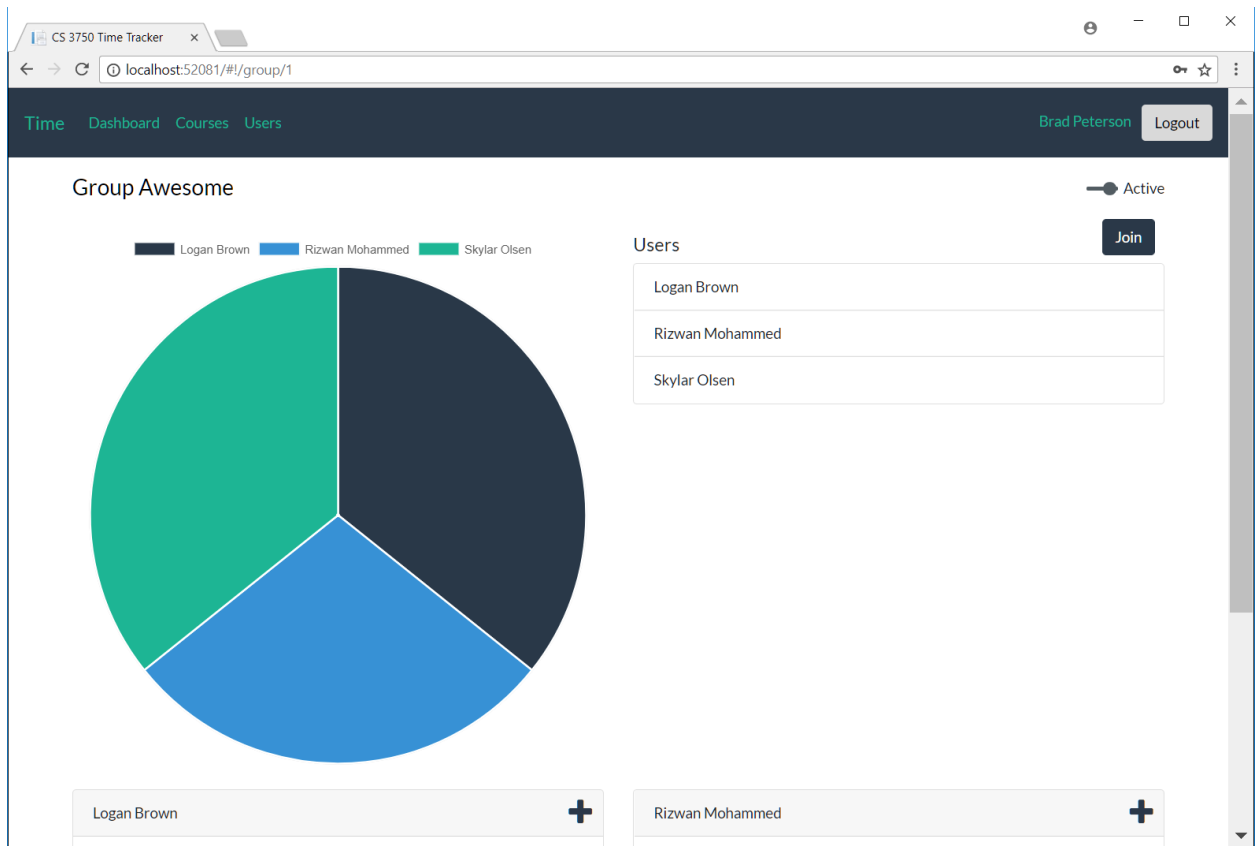 CS 3750 Time Tracker
localhost:52081/#!/group/1
Time Dashboard Courses Users Brad Peterson Logout
Group Awesome Active
Join
Users
Logan Brown Rizwan Mohammed Skylar Olsen
Logan Brown
Rizwan Mohammed
Skylar Olsen
Logan Brown Rizwan Mohammed